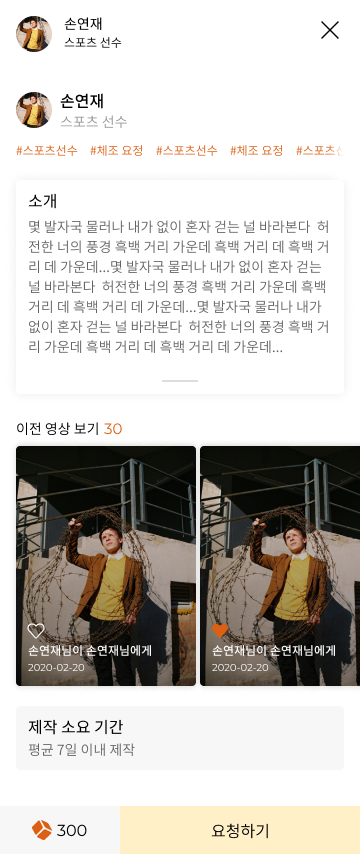 손연재
스포츠 선수
손연재
스포츠 선수
#스포츠선수 #체조 요정 #스포츠선수 #체조 요정 #스포츠선
소개
몇 발자국 물러나 내가 없이 혼자 걷는 널 바라본다 허
전한 너의 풍경 흑백 거리 가운데 흑백 거리 데 흑백 거
리 데 가운데...몇 발자국 물러나 내가 없이 혼자 걷는
널 바라본다 허전한 너의 풍경 흑백 거리 가운데 흑백
거리 데 흑백 거리 데 가운데...몇 발자국 물러나 내가
없이 혼자 걷는 널 바라본다 허전한 너의 풍경 흑백 거
리 가운데 흑백 거리 데 흑백 거리 데 가운데...
이전 영상 보기 30
손연재님이 손연재님에게
2020-02-20
손연재님이 손연재님에게
2020-02-20
제작 소요 기간
평균 7일 이내 제작
300
요청하기